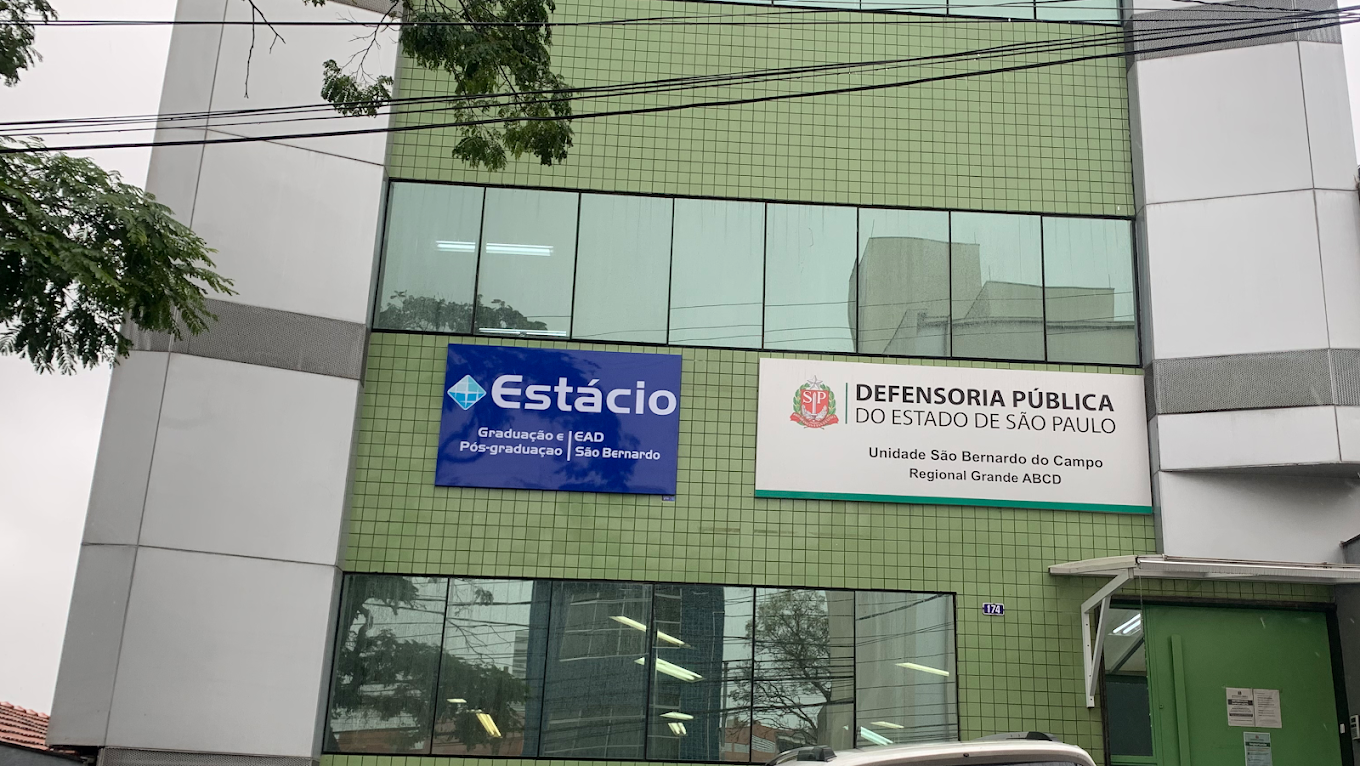 Estácio
Graduação e
Pós-graduaçao
EAD
São Bernardo
SP
DEFENSORIA PÚBLICA
DO ESTADO DE SÃO PAULO
Unidade São Bernardo do Campo
Regional Grande ABCD
174